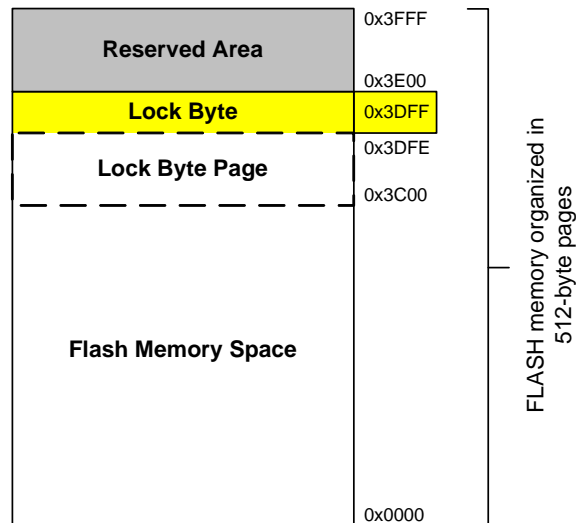 0x3FFF
Reserved Area
0x3E00
Lock Byte
0x3DFF
0x3DFE
Lock Byte Page
0x3C00
Flash Memory Space
0x0000
FLASH memory organized in
512-byte pages